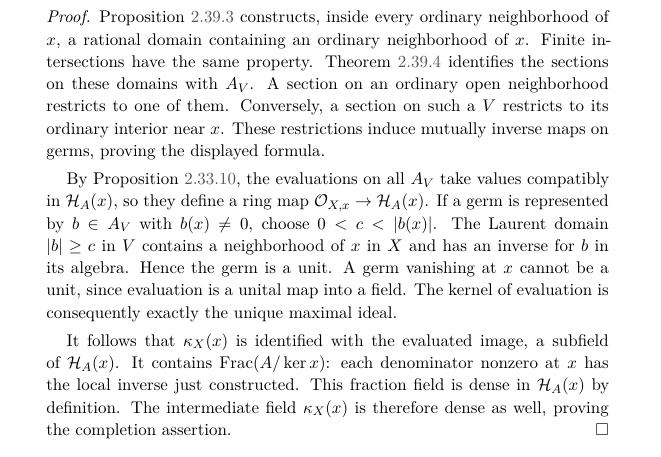 Proof. Proposition 2.39.3 constructs, inside every ordinary neighborhood of
x, a rational domain containing an ordinary neighborhood of x. Finite in-
tersections have the same property. Theorem 2.39.4 identifies the sections
on these domains with A_V. A section on an ordinary open neighborhood
restricts to one of them. Conversely, a section on such a V restricts to its
ordinary interior near x. These restrictions induce mutually inverse maps on
germs, proving the displayed formula.
By Proposition 2.33.10, the evaluations on all A_V take values compatibly
in ℋ_A(x), so they define a ring map 𝒪_{X,x} → ℋ_A(x). If a germ is represented
by b ∈ A_V with b(x) ≠ 0, choose 0 < c < |b(x)|. The Laurent domain
|b| ≥ c in V contains a neighborhood of x in X and has an inverse for b in
its algebra. Hence the germ is a unit. A germ vanishing at x cannot be a
unit, since evaluation is a unital map into a field. The kernel of evaluation is
consequently exactly the unique maximal ideal.
It follows that κ_X(x) is identified with the evaluated image, a subfield
of ℋ_A(x). It contains Frac(A/ ker x): each denominator nonzero at x has
the local inverse just constructed. This fraction field is dense in ℋ_A(x) by
definition. The intermediate field κ_X(x) is therefore dense as well, proving
the completion assertion. □